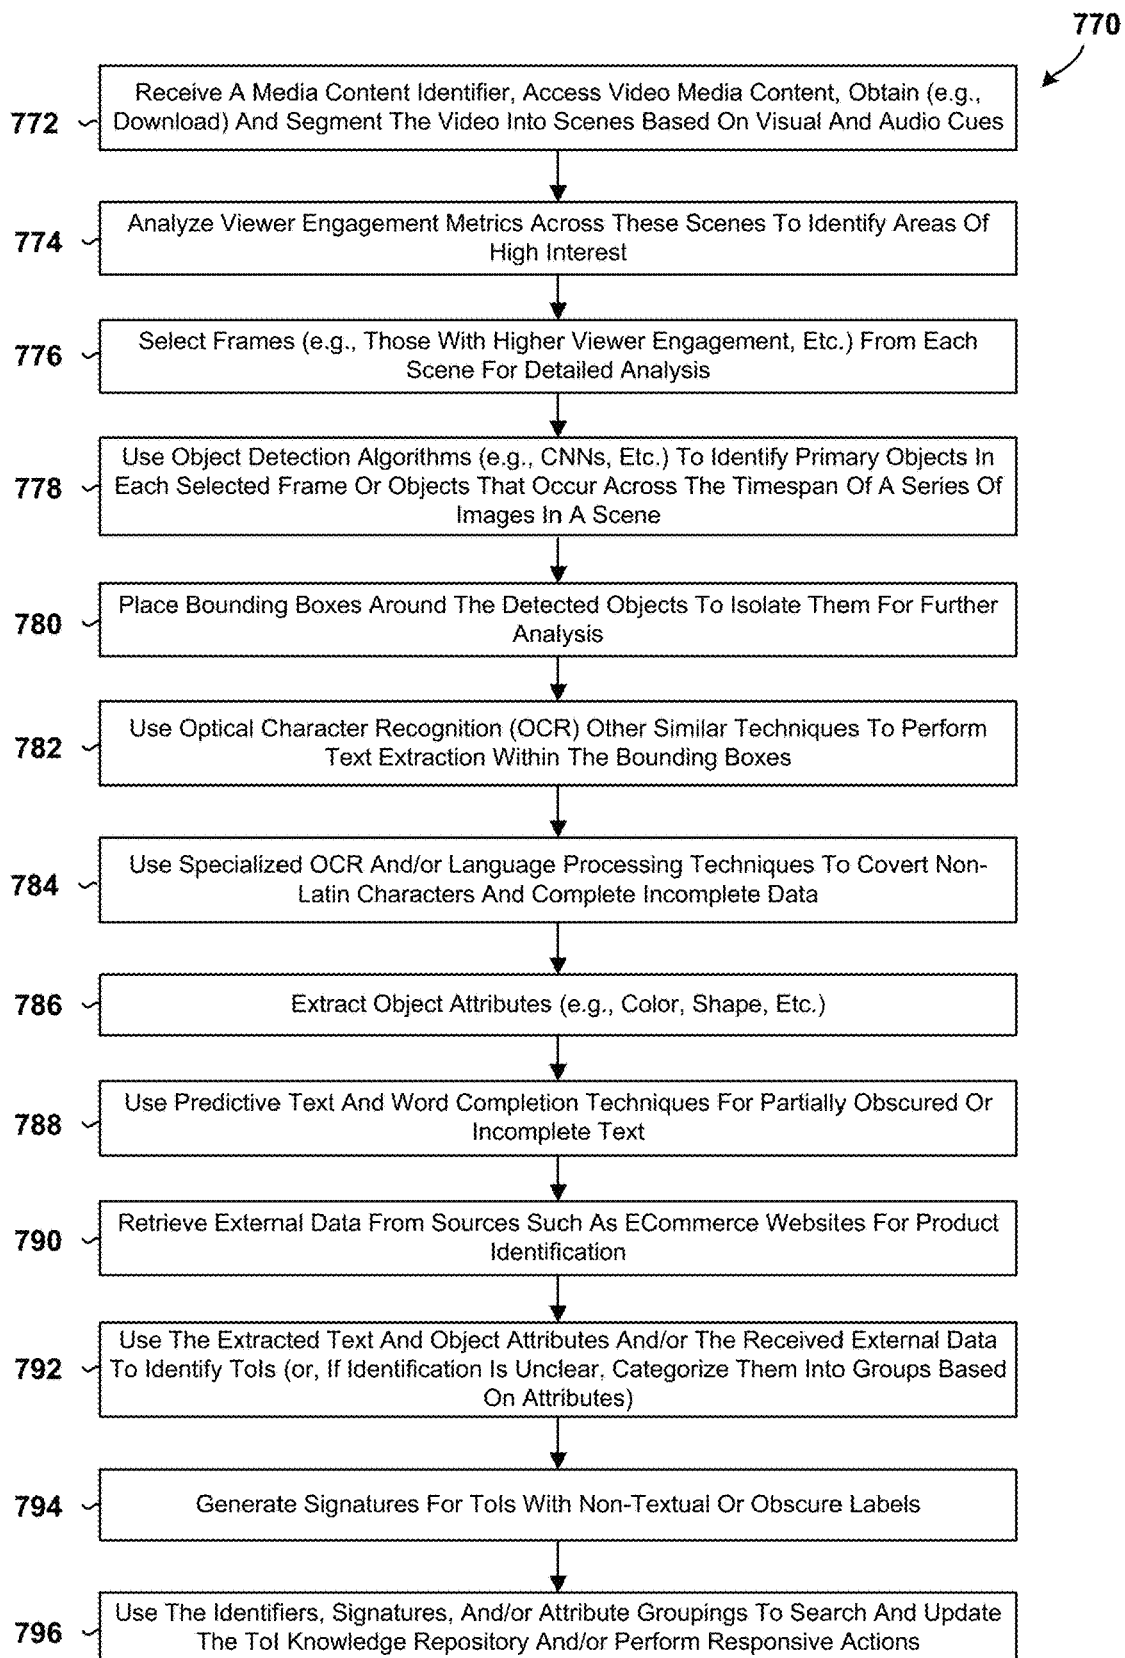 770
Receive A Media Content Identifier, Access Video Media Content, Obtain (e.g.,
772
Download) And Segment The Video Into Scenes Based On Visual And Audio Cues
Analyze Viewer Engagement Metrics Across These Scenes To Identify Areas Of
774
High Interest
Select Frames (e.g., Those With Higher Viewer Engagement, Etc.) From Each
776
Scene For Detailed Analysis
Use Object Detection Algorithms (e.g., CNNs, Etc.) To Identify Primary Objects In
778
Each Selected Frame Or Objects That Occur Across The Timespan Of A Series Of
Images In A Scene
Place Bounding Boxes Around The Detected Objects To Isolate Them For Further
780
Analysis
Use Optical Character Recognition (OCR) Other Similar Techniques To Perform
782
Text Extraction Within The Bounding Boxes
Use Specialized OCR And/or Language Processing Techniques To Covert Non-
784
Latin Characters And Complete Incomplete Data
786
Extract Object Attributes (e.g., Color, Shape, Etc.)
Use Predictive Text And Word Completion Techniques For Partially Obscured Or
788
Incomplete Text
Retrieve External Data From Sources Such As ECommerce Websites For Product
790
Identification
Use The Extracted Text And Object Attributes And/or The Received External Data
792
To Identify ToIs (or, If Identification Is Unclear, Categorize Them Into Groups Based
On Attributes)
794
Generate Signatures For ToIs With Non-Textual Or Obscure Labels
Use The Identifiers, Signatures, And/or Attribute Groupings To Search And Update
796
The ToI Knowledge Repository And/or Perform Responsive Actions